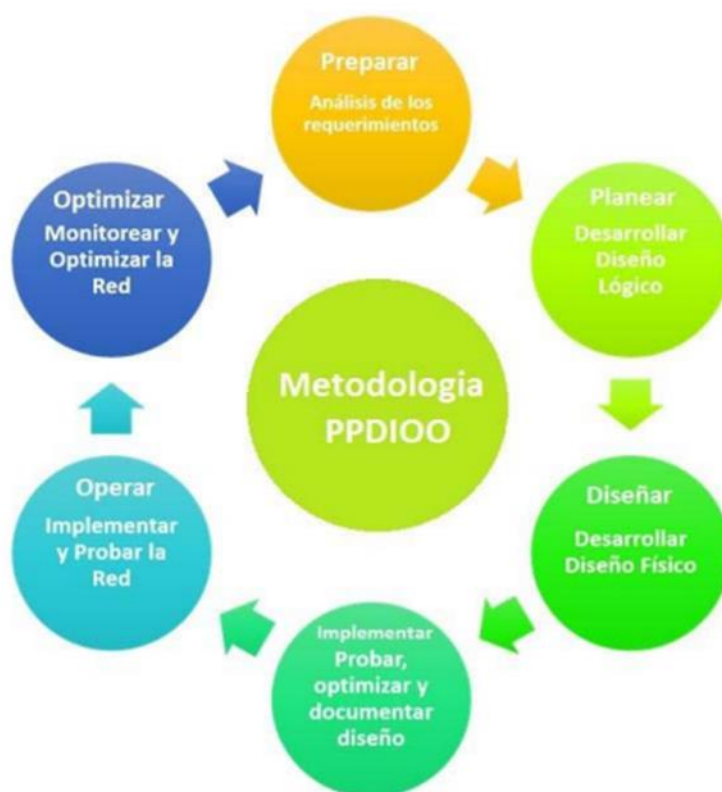 Preparar
Análisis de los
requerimientos
Planear
Desarrollar
Diseño
Lógico
Diseñar
Desarrollar
Diseño Físico
Implementar
Probar,
optimizar y
documentar
diseño
Operar
Implementar
y Probar la
Red
Optimizar
Monitorear y
Optimizar la
Red
Metodologia
PPDIOO